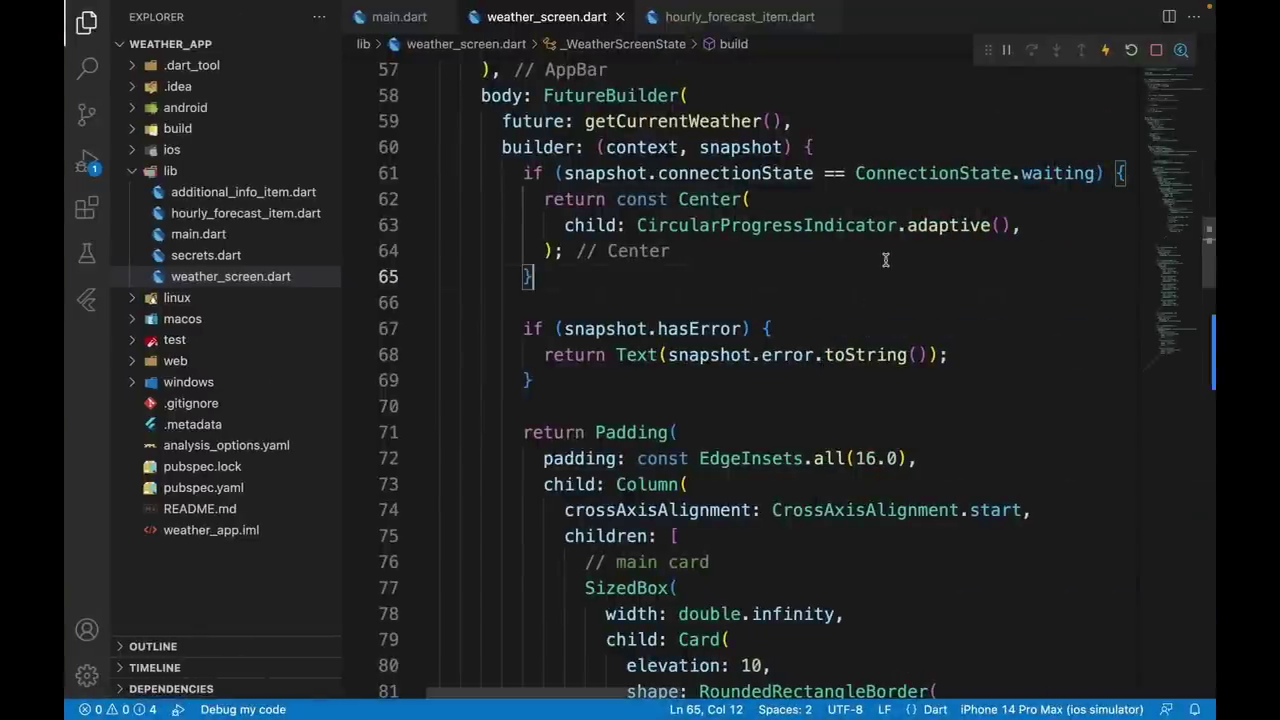 EXPLORER
WEATHER_APP
.dart_tool
.idea
android
build
ios
lib
additional_info_item.dart
hourly_forecast_item.dart
main.dart
secrets.dart
weather_screen.dart
linux
macos
test
web
windows
.gitignore
.metadata
analysis_options.yaml
pubspec.lock
pubspec.yaml
README.md
weather_app.iml
OUTLINE
TIMELINE
DEPENDENCIES
1
main.dart
weather_screen.dart
hourly_forecast_item.dart
lib > weather_screen.dart > _WeatherScreenState > build
57 ), // AppBar
58 body: FutureBuilder(
59 future: getCurrentWeather(),
60 builder: (context, snapshot) {
61 if (snapshot.connectionState == ConnectionState.waiting) {
62 return const Center(
63 child: CircularProgressIndicator.adaptive(),
64 ); // Center
65 }
66
67 if (snapshot.hasError) {
68 return Text(snapshot.error.toString());
69 }
70
71 return Padding(
72 padding: const EdgeInsets.all(16.0),
73 child: Column(
74 crossAxisAlignment: CrossAxisAlignment.start,
75 children: [
76 // main card
77 SizedBox(
78 width: double.infinity,
79 child: Card(
80 elevation: 10,
81 shape: RoundedRectangleBorder(
0 0 4 Debug my code Ln 65, Col 12 Spaces: 2 UTF-8 LF {} Dart iPhone 14 Pro Max (ios simulator)